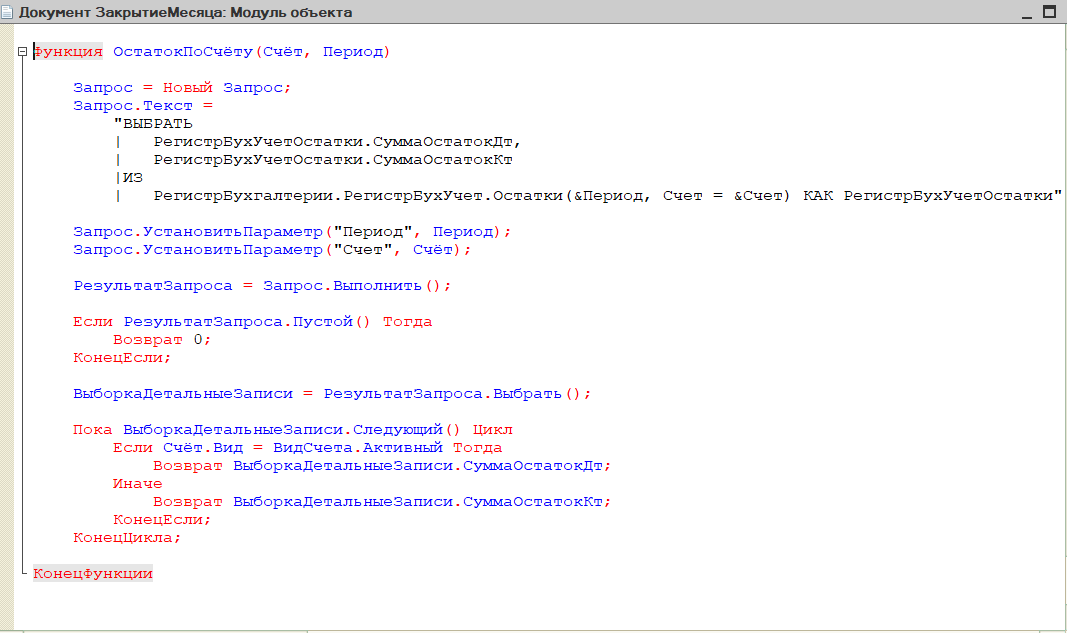 Документ ЗакрытиеМесяца: Модуль объекта
Функция ОстатокПоСчёту(Счёт, Период)
Запрос = Новый Запрос;
Запрос.Текст =
"ВЫБРАТЬ
|   РегистрБухУчетОстатки.СуммаОстатокДт,
|   РегистрБухУчетОстатки.СуммаОстатокКт
|ИЗ
|   РегистрБухгалтерии.РегистрБухУчет.Остатки(&Период, Счет = &Счет) КАК РегистрБухУчетОстатки"
Запрос.УстановитьПараметр("Период", Период);
Запрос.УстановитьПараметр("Счет", Счёт);
РезультатЗапроса = Запрос.Выполнить();
Если РезультатЗапроса.Пустой() Тогда
Возврат 0;
КонецЕсли;
ВыборкаДетальныеЗаписи = РезультатЗапроса.Выбрать();
Пока ВыборкаДетальныеЗаписи.Следующий() Цикл
Если Счёт.Вид = ВидСчета.Активный Тогда
Возврат ВыборкаДетальныеЗаписи.СуммаОстатокДт;
Иначе
Возврат ВыборкаДетальныеЗаписи.СуммаОстатокКт;
КонецЕсли;
КонецЦикла;
КонецФункции